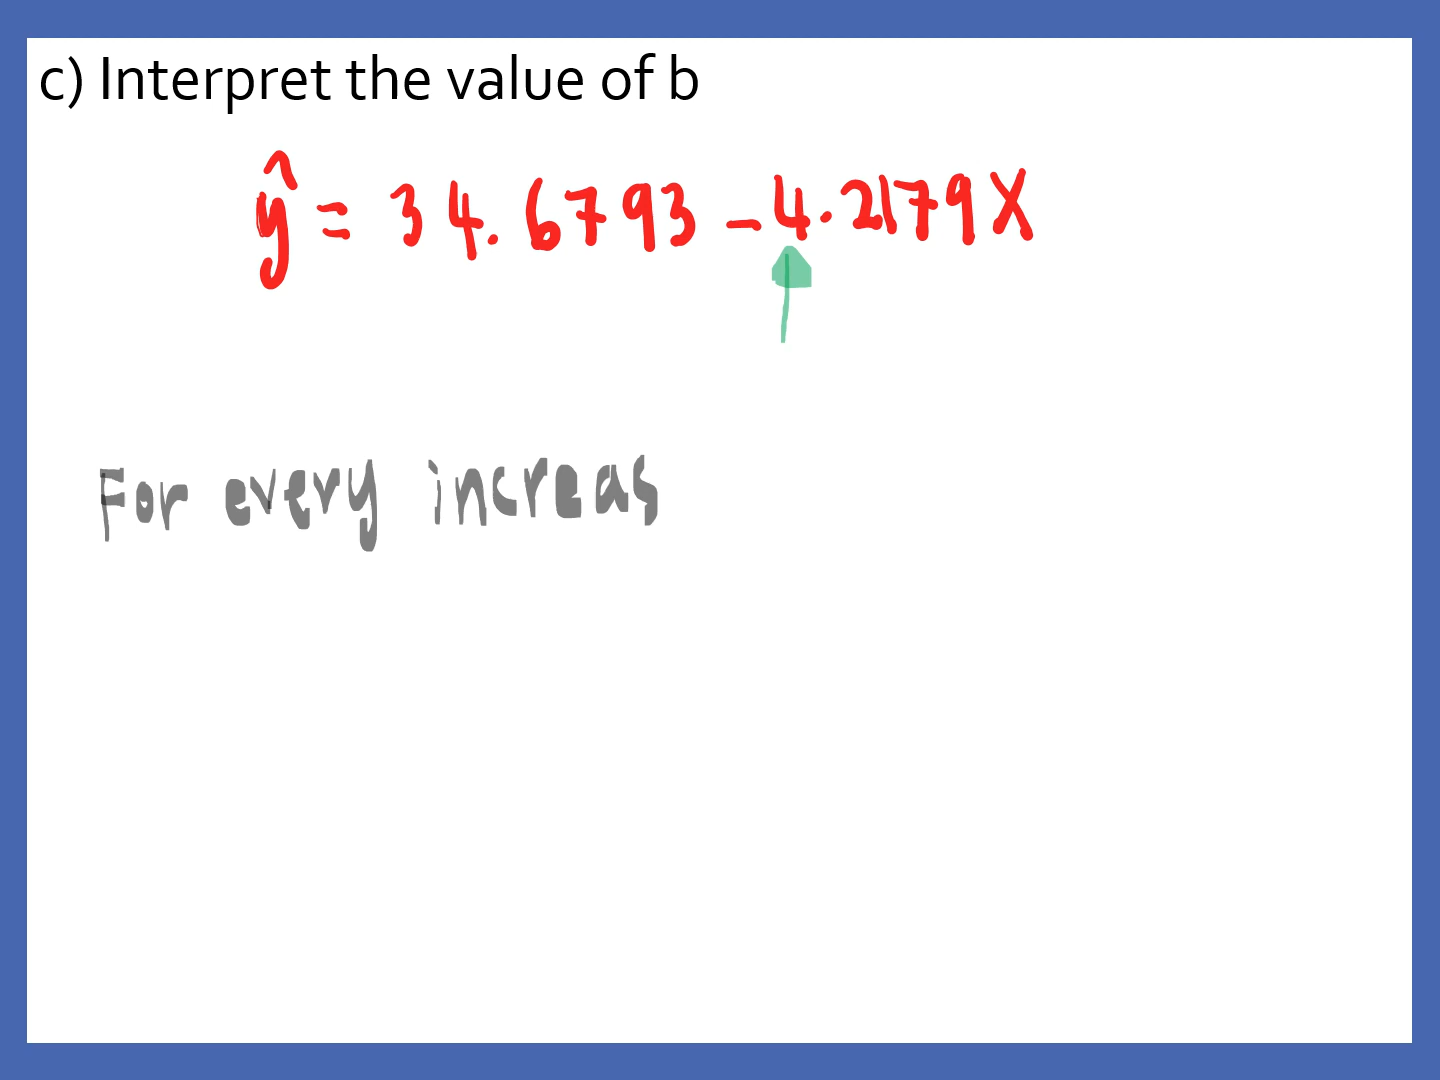 c) Interpret the value of b
ŷ = 34.6793 - 4.2179X
For every increas